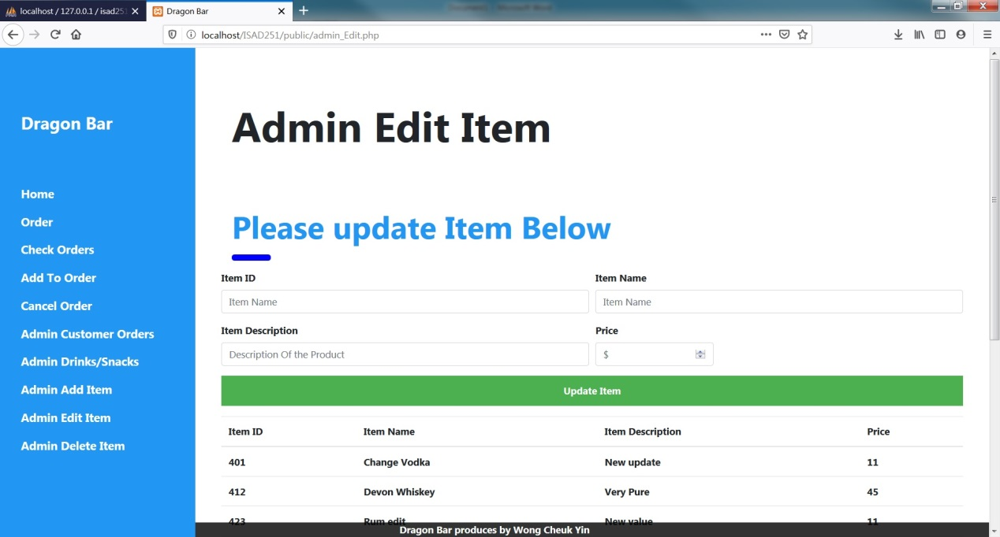 Document1 - Microsoft Word
localhost / 127.0.0.1 / isad251
Dragon Bar
localhost/ISAD251/public/admin_Edit.php
Dragon Bar
Home
Order
Check Orders
Add To Order
Cancel Order
Admin Customer Orders
Admin Drinks/Snacks
Admin Add Item
Admin Edit Item
Admin Delete Item
Admin Edit Item
Please update Item Below
Item ID Item Name
Item Name Item Name
Item Description Price
Description Of the Product $
Update Item
Item ID Item Name Item Description Price
401 Change Vodka New update 11
412 Devon Whiskey Very Pure 45
423 Rum edit New value 11
Dragon Bar produces by Wong Cheuk Yin